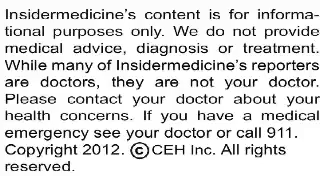 Insidermedicine's content is for informa-
tional purposes only. We do not provide
medical advice, diagnosis or treatment.
While many of Insidermedicine's reporters
are doctors, they are not your doctor.
Please contact your doctor about your
health concerns. If you have a medical
emergency see your doctor or call 911.
Copyright 2012. ©CEH Inc. All rights
reserved.